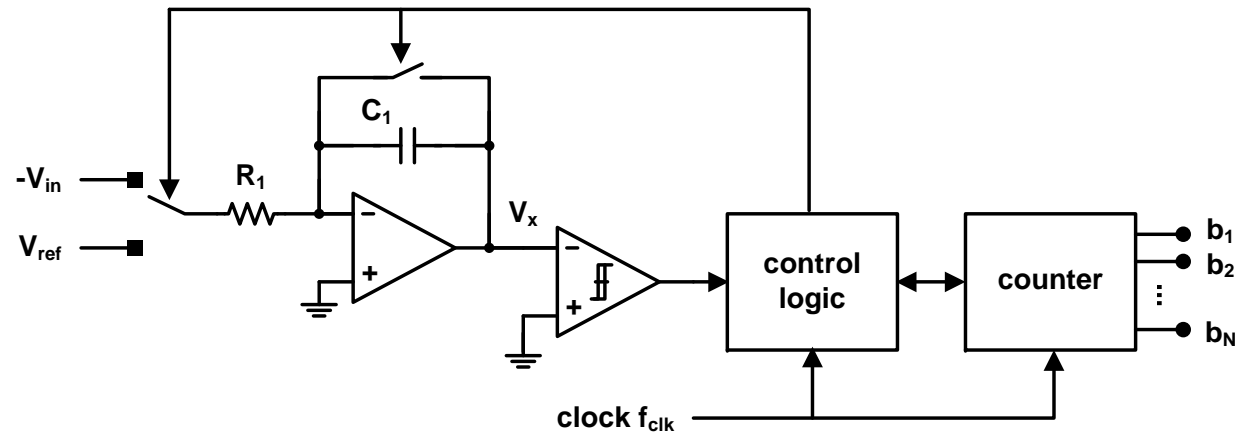 C1
-Vin
R1
Vref
Vx
−
+
−
+
control
logic
counter
b1
b2
...
bN
clock fclk